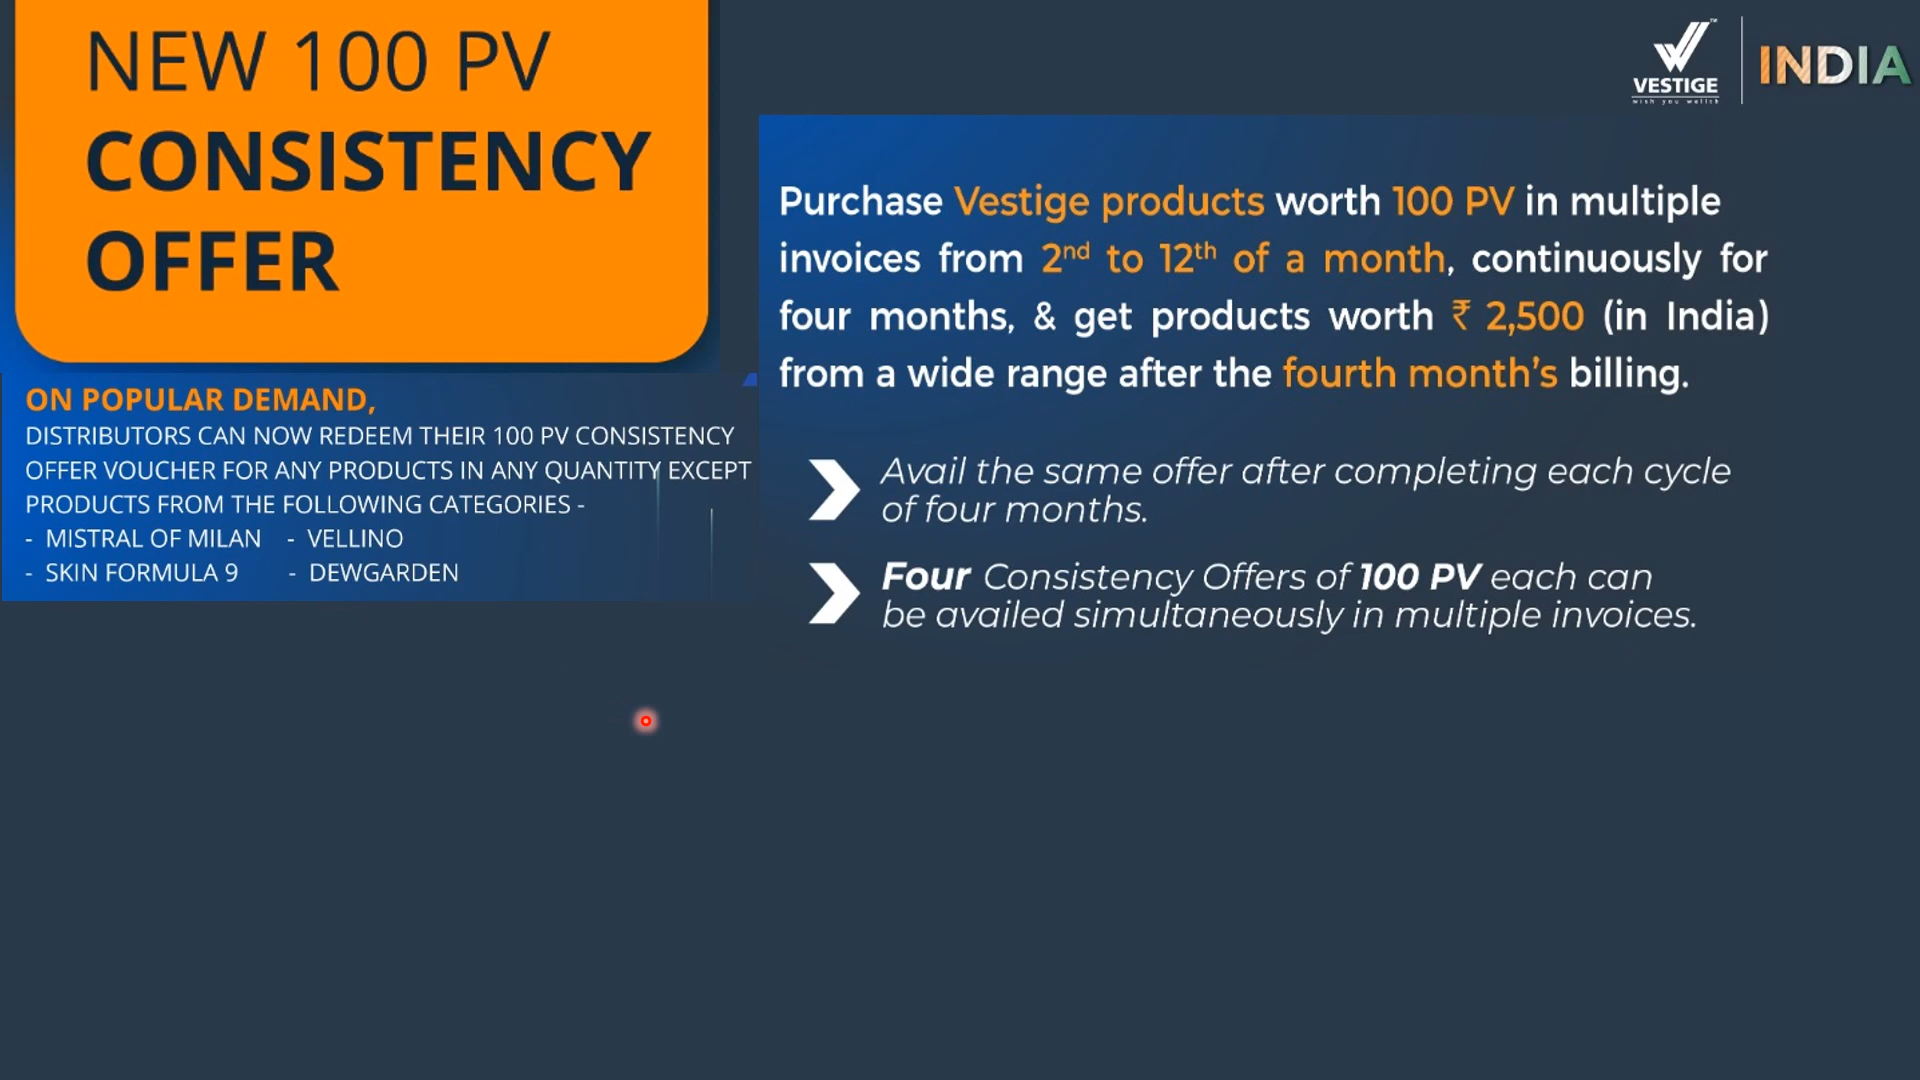 NEW 100 PV
CONSISTENCY
OFFER
ON POPULAR DEMAND,
DISTRIBUTORS CAN NOW REDEEM THEIR 100 PV CONSISTENCY
OFFER VOUCHER FOR ANY PRODUCTS IN ANY QUANTITY EXCEPT
PRODUCTS FROM THE FOLLOWING CATEGORIES -
- MISTRAL OF MILAN - VELLINO
- SKIN FORMULA 9 - DEWGARDEN
VESTIGE
wish you wellth
INDIA
Purchase Vestige products worth 100 PV in multiple
invoices from 2nd to 12th of a month, continuously for
four months, & get products worth ₹ 2,500 (in India)
from a wide range after the fourth month's billing.
Avail the same offer after completing each cycle
of four months.
Four Consistency Offers of 100 PV each can
be availed simultaneously in multiple invoices.